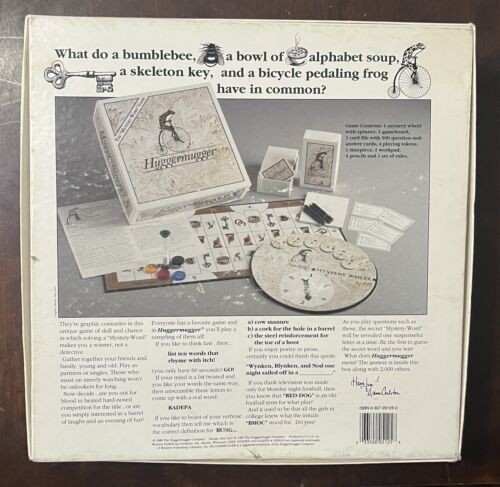 What do a bumblebee, a bowl of alphabet soup,
a skeleton key, and a bicycle pedaling frog
have in common?
Huggermugger
Game Contents: 1 mystery wheel
with spinner, 1 gameboard,
1 card file with 500 question and
answer cards, 4 playing tokens,
1 timepiece, 1 workpad,
4 pencils and 1 set of rules.
MYSTERY WHEEL
They're graphic comrades in this
unique game of skill and chance
in which solving a "Mystery-Word"
makes you a winner, not a
detective.
Gather together your friends and
family, young and old. Play as
partners or singles. Those who
insist on merely watching won't
be onlookers for long.
Now decide...are you out for
blood in heated hard-nosed
competition for the title...or are
you simply interested in a barrel
of laughs and an evening of fun?
Everyone has a favorite game and
in Huggermugger you'll play a
sampling of them all!
If you like to think fast...then...
list ten words that
rhyme with itch!
(you only have 60 seconds!) GO!
If your mind is a bit twisted and
you like your words the same way,
then unscramble these letters to
come up with a real word:
RADEPA
If you like to boast of your verbose
vocabulary then tell me which is
the correct definition for BUNG...
a) cow manure
b) a cork for the hole in a barrel
c) the steel reinforcement for
the toe of a boot
If you enjoy poetry or prose,
certainly you could finish this quote:
"Wynken, Blynken, and Nod one
night sailed off in a
If you think television was made
only for Monday night football, then
you know that "RED-DOG" is an old
football term for what play?
And it used to be that all the girls in
college knew what the initials
"BMOC" stood for. Did you?
As you play questions such as
these, the secret "Mystery-Word"
will be revealed one suspenseful
letter at a time. Be the first to guess
the secret word and you win!
What does Huggermugger
mean? The answer is inside this
box along with 2,000 others.
ISBN 0-307-05125-0